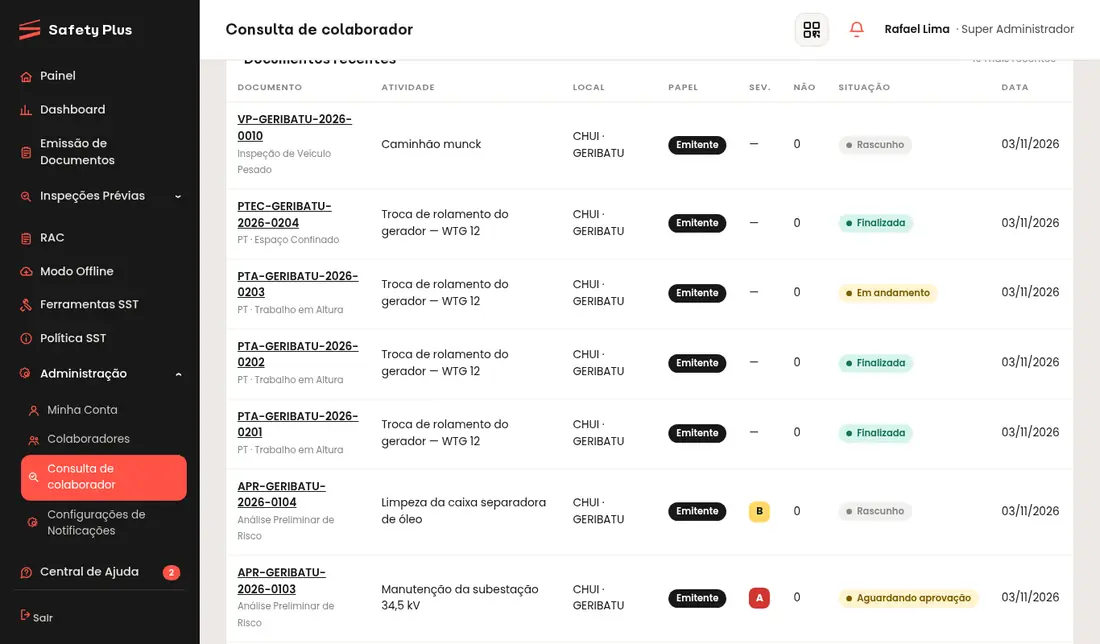 Safety Plus
Consulta de colaborador
Rafael Lima · Super Administrador
Painel
Dashboard
Emissão de
Documentos
Inspeções Prévias
RAC
Modo Offline
Ferramentas SST
Política SST
Administração
Minha Conta
Colaboradores
Consulta de
colaborador
Configurações de
Notificações
Central de Ajuda 2
Sair
Documentos recentes
10 mais recentes
DOCUMENTO ATIVIDADE LOCAL PAPEL SEV. NÃO SITUAÇÃO DATA
VP-GERIBATU-2026-
0010
Inspeção de Veículo
Pesado
Caminhão munck
CHUI ·
GERIBATU
Emitente
—
0
Rascunho
03/11/2026
PTEC-GERIBATU-
2026-0204
PT · Espaço Confinado
Troca de rolamento do
gerador — WTG 12
CHUI ·
GERIBATU
Emitente
—
0
Finalizada
03/11/2026
PTA-GERIBATU-2026-
0203
PT · Trabalho em Altura
Troca de rolamento do
gerador — WTG 12
CHUI ·
GERIBATU
Emitente
—
0
Em andamento
03/11/2026
PTA-GERIBATU-2026-
0202
PT · Trabalho em Altura
Troca de rolamento do
gerador — WTG 12
CHUI ·
GERIBATU
Emitente
—
0
Finalizada
03/11/2026
PTA-GERIBATU-2026-
0201
PT · Trabalho em Altura
Troca de rolamento do
gerador — WTG 12
CHUI ·
GERIBATU
Emitente
—
0
Finalizada
03/11/2026
APR-GERIBATU-
2026-0104
Análise Preliminar de
Risco
Limpeza da caixa separadora
de óleo
CHUI ·
GERIBATU
Emitente
B
0
Rascunho
03/11/2026
APR-GERIBATU-
2026-0103
Análise Preliminar de
Risco
Manutenção da subestação
34,5 kV
CHUI ·
GERIBATU
Emitente
A
0
Aguardando aprovação
03/11/2026